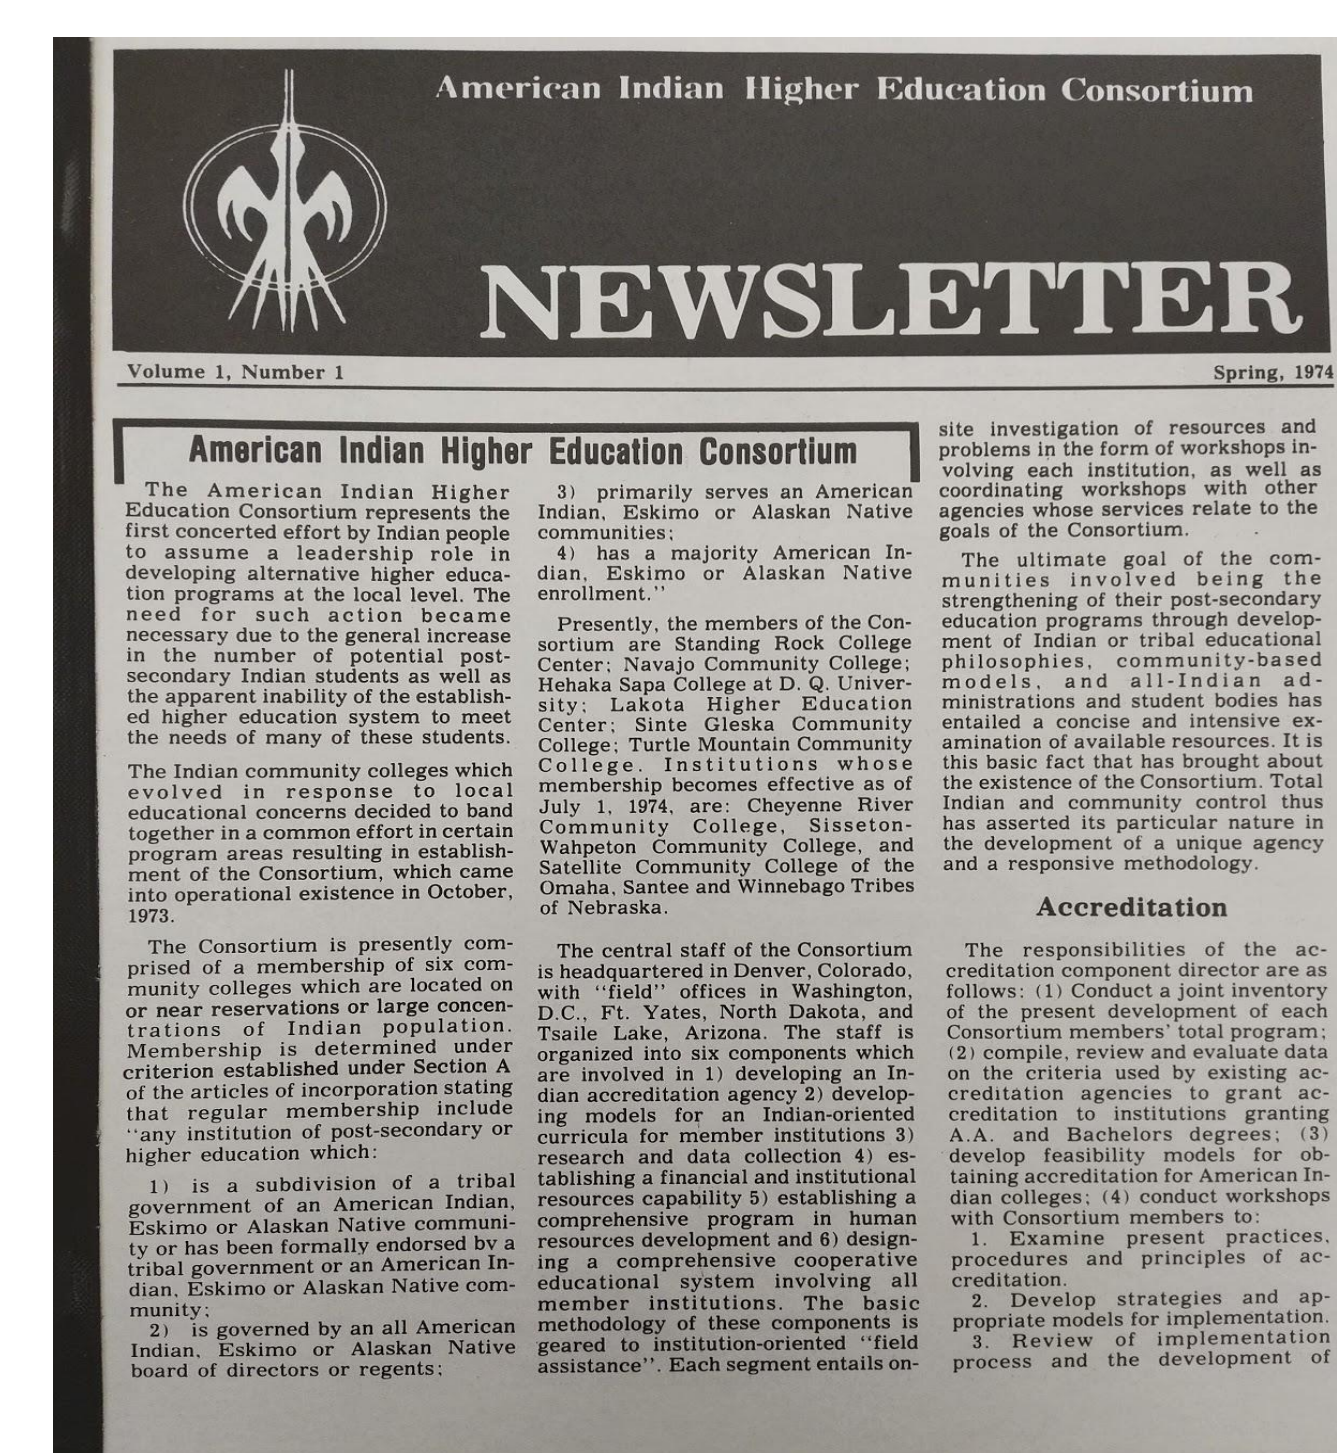 American Indian Higher Education Consortium
NEWSLETTER
Volume 1, Number 1
Spring, 1974
American Indian Higher Education Consortium
The American Indian Higher
Education Consortium represents the
first concerted effort by Indian people
to assume a leadership role in
developing alternative higher educa-
tion programs at the local level. The
need for such action became
necessary due to the general increase
in the number of potential post-
secondary Indian students as well as
the apparent inability of the establish-
ed higher education system to meet
the needs of many of these students.
The Indian community colleges which
evolved in response to local
educational concerns decided to band
together in a common effort in certain
program areas resulting in establish-
ment of the Consortium, which came
into operational existence in October,
1973.
The Consortium is presently com-
prised of a membership of six com-
munity colleges which are located on
or near reservations or large concen-
trations of Indian population.
Membership is determined under
criterion established under Section A
of the articles of incorporation stating
that regular membership include
"any institution of post-secondary or
higher education which:
1) is a subdivision of a tribal
government of an American Indian,
Eskimo or Alaskan Native communi-
ty or has been formally endorsed by a
tribal government or an American In-
dian, Eskimo or Alaskan Native com-
munity;
2) is governed by an all American
Indian, Eskimo or Alaskan Native
board of directors or regents;
3) primarily serves an American
Indian, Eskimo or Alaskan Native
communities;
4) has a majority American In-
dian, Eskimo or Alaskan Native
enrollment."
Presently, the members of the Con-
sortium are Standing Rock College
Center; Navajo Community College;
Hehaka Sapa College at D. Q. Univer-
sity; Lakota Higher Education
Center; Sinte Gleska Community
College; Turtle Mountain Community
College. Institutions whose
membership becomes effective as of
July 1, 1974, are: Cheyenne River
Community College, Sisseton-
Wahpeton Community College, and
Satellite Community College of the
Omaha, Santee and Winnebago Tribes
of Nebraska.
The central staff of the Consortium
is headquartered in Denver, Colorado,
with "field" offices in Washington,
D.C., Ft. Yates, North Dakota, and
Tsaile Lake, Arizona. The staff is
organized into six components which
are involved in 1) developing an In-
dian accreditation agency 2) develop-
ing models for an Indian-oriented
curricula for member institutions 3)
research and data collection 4) es-
tablishing a financial and institutional
resources capability 5) establishing a
comprehensive program in human
resources development and 6) design-
ing a comprehensive cooperative
educational system involving all
member institutions. The basic
methodology of these components is
geared to institution-oriented "field
assistance". Each segment entails on-
site investigation of resources and
problems in the form of workshops in-
volving each institution, as well as
coordinating workshops with other
agencies whose services relate to the
goals of the Consortium.
The ultimate goal of the com-
munities involved being the
strengthening of their post-secondary
education programs through develop-
ment of Indian or tribal educational
philosophies, community-based
models, and all-Indian ad-
ministrations and student bodies has
entailed a concise and intensive ex-
amination of available resources. It is
this basic fact that has brought about
the existence of the Consortium. Total
Indian and community control thus
has asserted its particular nature in
the development of a unique agency
and a responsive methodology.
Accreditation
The responsibilities of the ac-
creditation component director are as
follows: (1) Conduct a joint inventory
of the present development of each
Consortium members' total program;
(2) compile, review and evaluate data
on the criteria used by existing ac-
creditation agencies to grant ac-
creditation to institutions granting
A.A. and Bachelors degrees; (3)
develop feasibility models for ob-
taining accreditation for American In-
dian colleges; (4) conduct workshops
with Consortium members to:
1. Examine present practices,
procedures and principles of ac-
creditation.
2. Develop strategies and ap-
propriate models for implementation.
3. Review of implementation
process and the development of